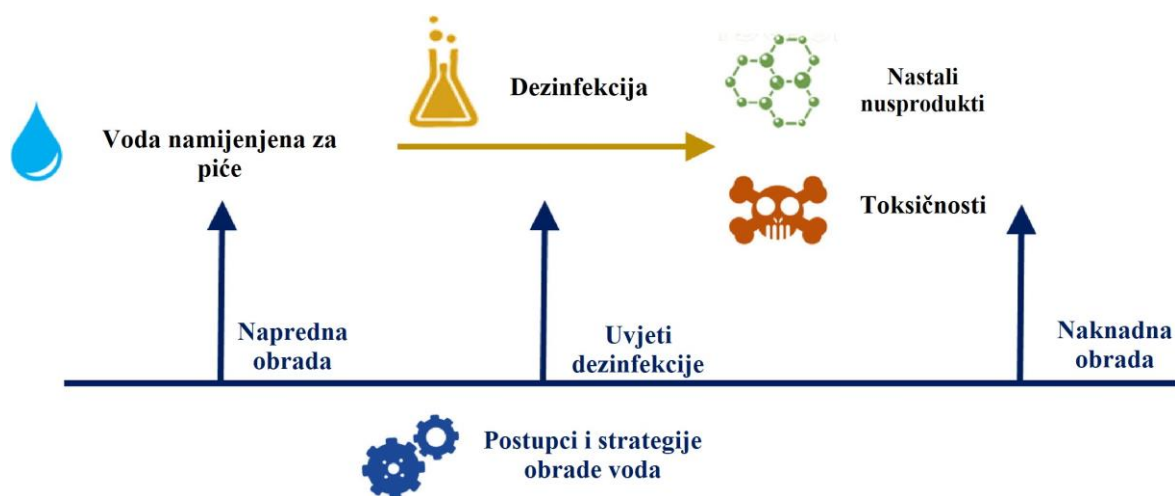 Dezinfekcija
Nastali
nusprodukti
Voda namijenjena za
piće
Toksičnosti
Napredna
obrada
Uvjeti
dezinfekcije
Naknadna
obrada
Postupci i strategije
obrade voda